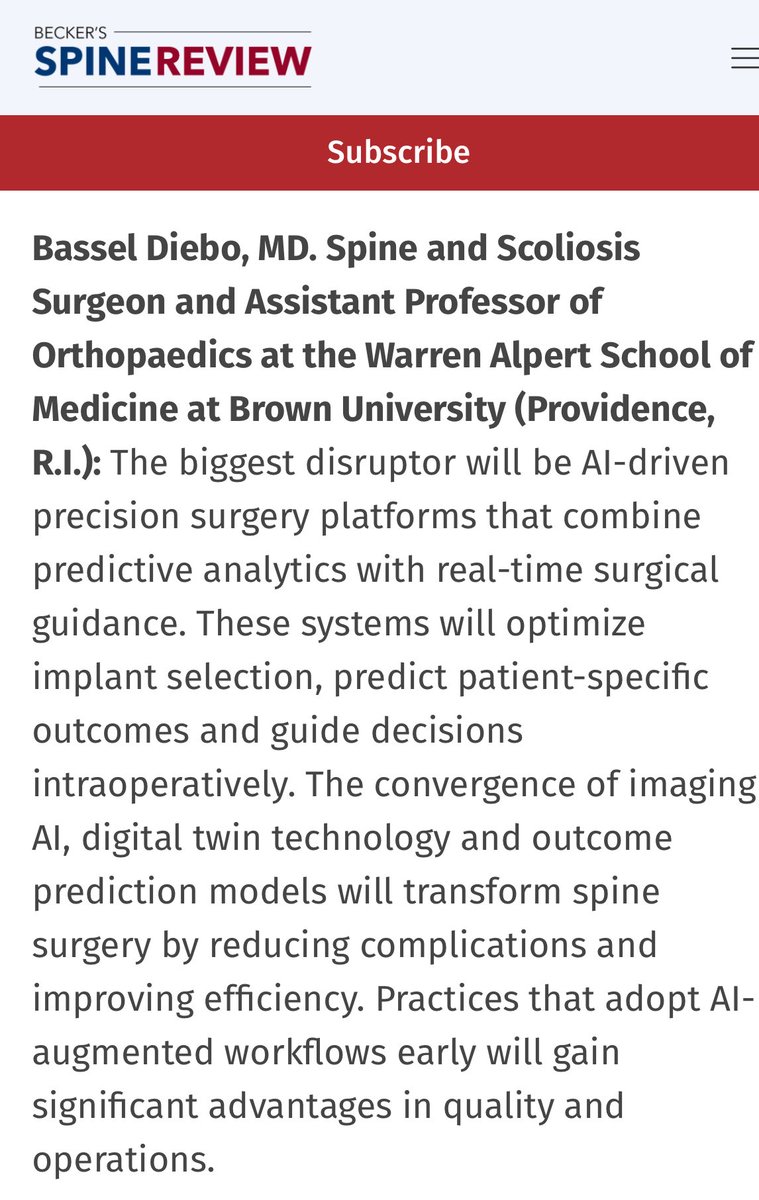 BECKER'S
SPINEREVIEW
Subscribe
Bassel Diebo, MD. Spine and Scoliosis
Surgeon and Assistant Professor of
Orthopaedics at the Warren Alpert School of
Medicine at Brown University (Providence,
R.I.): The biggest disruptor will be AI-driven
precision surgery platforms that combine
predictive analytics with real-time surgical
guidance. These systems will optimize
implant selection, predict patient-specific
outcomes and guide decisions
intraoperatively. The convergence of imaging
AI, digital twin technology and outcome
prediction models will transform spine
surgery by reducing complications and
improving efficiency. Practices that adopt AI-
augmented workflows early will gain
significant advantages in quality and
operations.